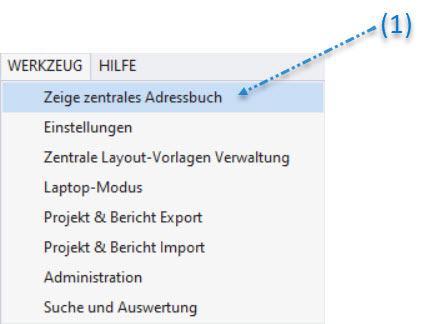 (1)
WERKZEUG HILFE
Zeige zentrales Adressbuch
Einstellungen
Zentrale Layout-Vorlagen Verwaltung
Laptop-Modus
Projekt & Bericht Export
Projekt & Bericht Import
Administration
Suche und Auswertung